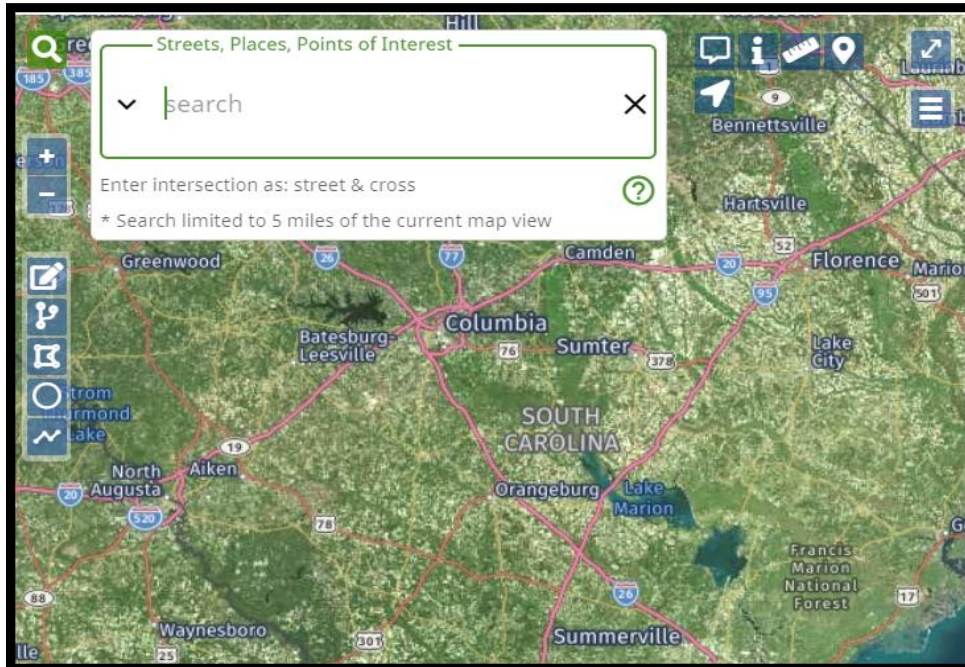 Hill
Streets, Places, Points of Interest
185
385
search
1
9
Bennettsville
Enter intersection as: street & cross
* Search limited to 5 miles of the current map view
Hartsville
52
Greenwood
26
77
Camden
20
Florence
95
501
Columbia
Batesburg-
Leesville
76
Sumter
378
Lake
City
Lake
SOUTH
CAROLINA
19
North
Augusta
Aiken
20
520
Orangeburg
Lake
Marion
78
Francis
Marion
National
Forest
26
17
88
Waynesboro
25
301
Summerville